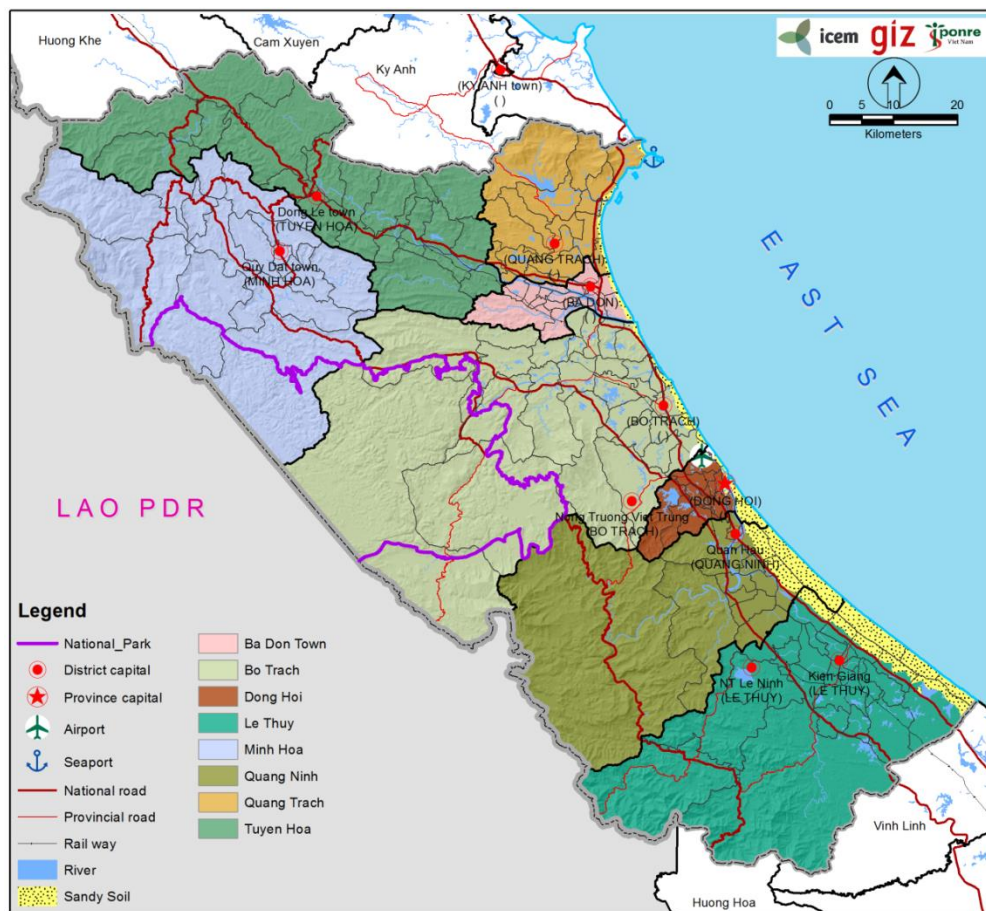 Huong Khe
Cam Xuyen
Ky Anh
(KY ANH town)
( )
icem
giz
ponre
Viet Nam
0 5 10 20
Kilometers
Dong Le town
(TUYEN HOA)
Quy Dat town
(MINH HOA)
(QUANG TRACH)
( )
(BA DON)
( )
EAST SEA
(BO TRACH)
( )
LAO PDR
(DONG HOI)
Nong Truong Viet Trung
(BO TRACH)
Quan Hau
(QUANG NINH)
NT Le Ninh
(LE THUY)
Kien Giang
(LE THUY)
Vinh Linh
Huong Hoa
Legend
National_Park
District capital
Province capital
Airport
Seaport
National road
Provincial road
Rail way
River
Sandy Soil
Ba Don Town
Bo Trach
Dong Hoi
Le Thuy
Minh Hoa
Quang Ninh
Quang Trach
Tuyen Hoa